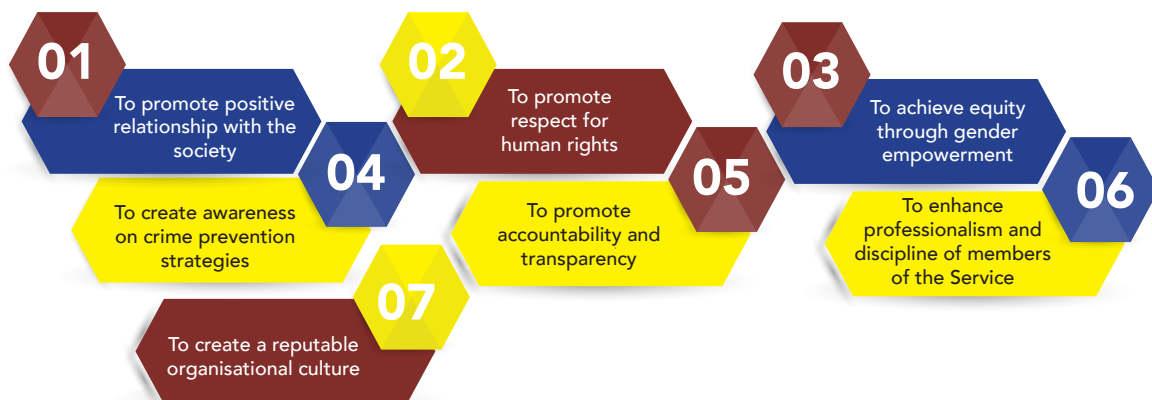 01
To promote positive
relationship with the
society
02
To promote
respect for
human rights
03
To achieve equity
through gender
empowerment
04
To create awareness
on crime prevention
strategies
05
To promote
accountability and
transparency
06
To enhance
professionalism and
discipline of members
of the Service
07
To create a reputable
organisational culture